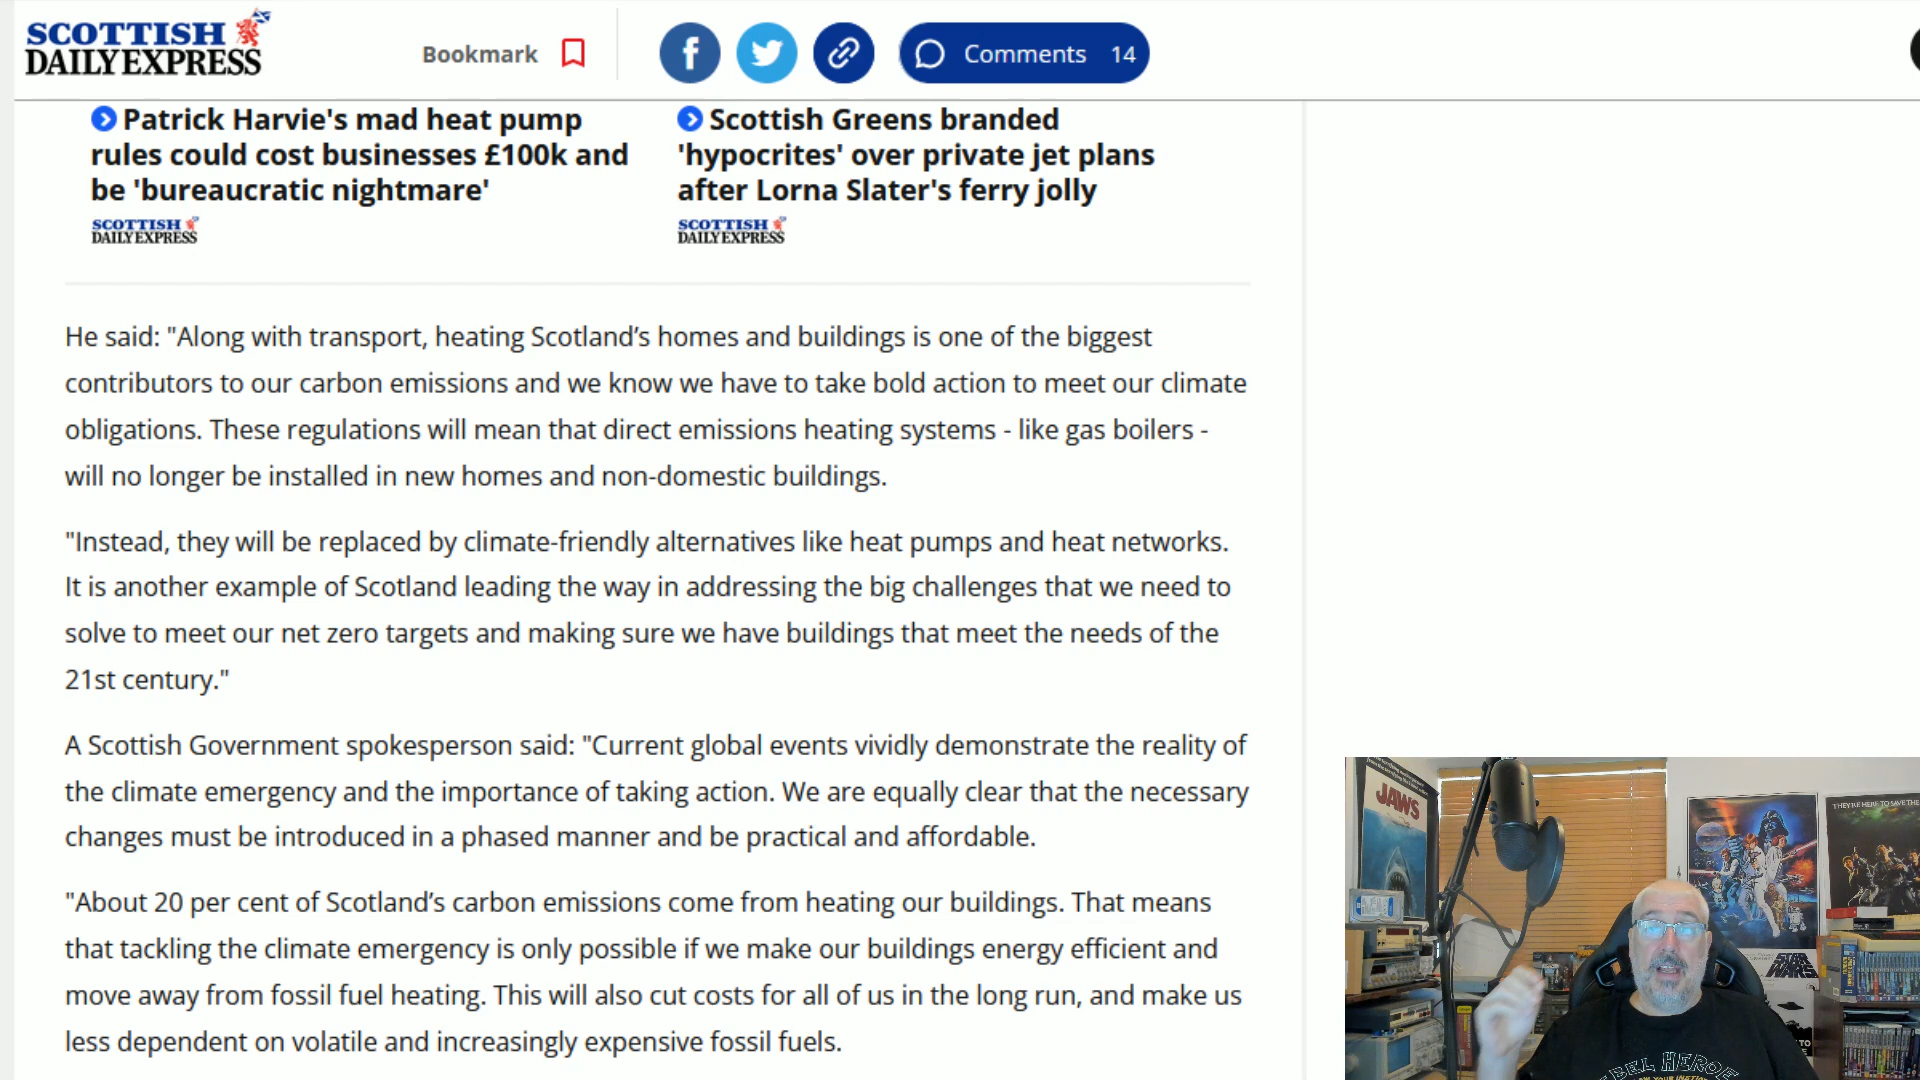 SCOTTISH
DAILY EXPRESS
Bookmark
f
Comments 14
Patrick Harvie's mad heat pump
rules could cost businesses £100k and
be 'bureaucratic nightmare'
SCOTTISH
DAILY EXPRESS
Scottish Greens branded
'hypocrites' over private jet plans
after Lorna Slater's ferry jolly
SCOTTISH
DAILY EXPRESS
He said: "Along with transport, heating Scotland’s homes and buildings is one of the biggest
contributors to our carbon emissions and we know we have to take bold action to meet our climate
obligations. These regulations will mean that direct emissions heating systems - like gas boilers -
will no longer be installed in new homes and non-domestic buildings.
"Instead, they will be replaced by climate-friendly alternatives like heat pumps and heat networks.
It is another example of Scotland leading the way in addressing the big challenges that we need to
solve to meet our net zero targets and making sure we have buildings that meet the needs of the
21st century."
A Scottish Government spokesperson said: "Current global events vividly demonstrate the reality of
the climate emergency and the importance of taking action. We are equally clear that the necessary
changes must be introduced in a phased manner and be practical and affordable.
"About 20 per cent of Scotland’s carbon emissions come from heating our buildings. That means
that tackling the climate emergency is only possible if we make our buildings energy efficient and
move away from fossil fuel heating. This will also cut costs for all of us in the long run, and make us
less dependent on volatile and increasingly expensive fossil fuels.
JAWS
THEY'RE HERE TO SAVE THE
STAR
WARS
TO